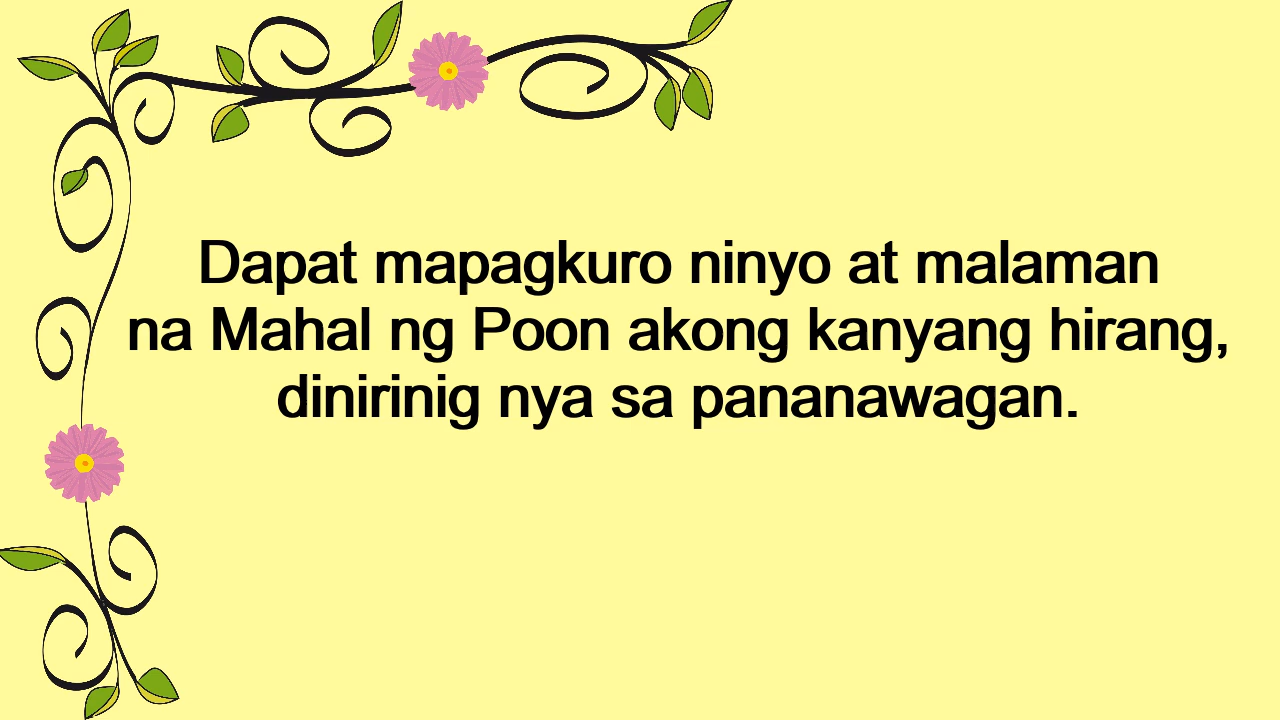 Dapat mapagkuro ninyo at malaman
na Mahal ng Poon akong kanyang hirang,
dinirinig nya sa pananawagan.